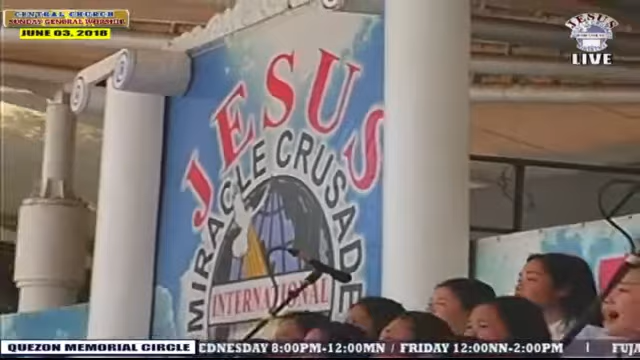 CENTRAL CHURCH
SUNDAY GENERAL WORSHIP
JUNE 03, 2018
JESUS
LIVE
JESUS
MIRACLE CRUSADE
INTERNATIONAL
QUEZON MEMORIAL CIRCLE
EDNESDAY 8:00PM-12:00MN / FRIDAY 12:00NN-2:00PM